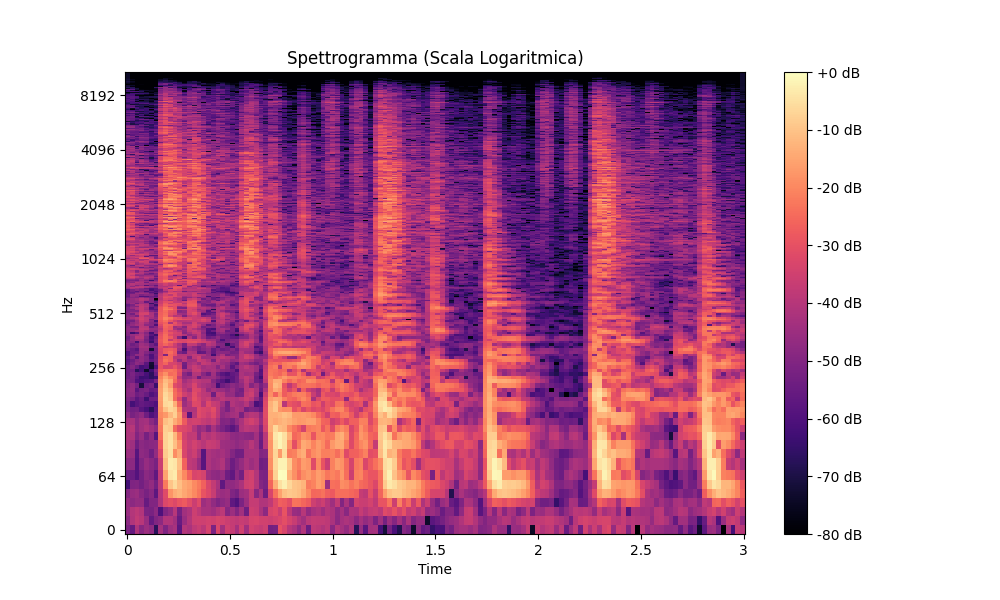 Spettrogramma (Scala Logaritmica)
8192
4096
2048
1024
512
256
128
64
0
Hz
0 0.5 1 1.5 2 2.5 3
Time
+0 dB
-10 dB
-20 dB
-30 dB
-40 dB
-50 dB
-60 dB
-70 dB
-80 dB